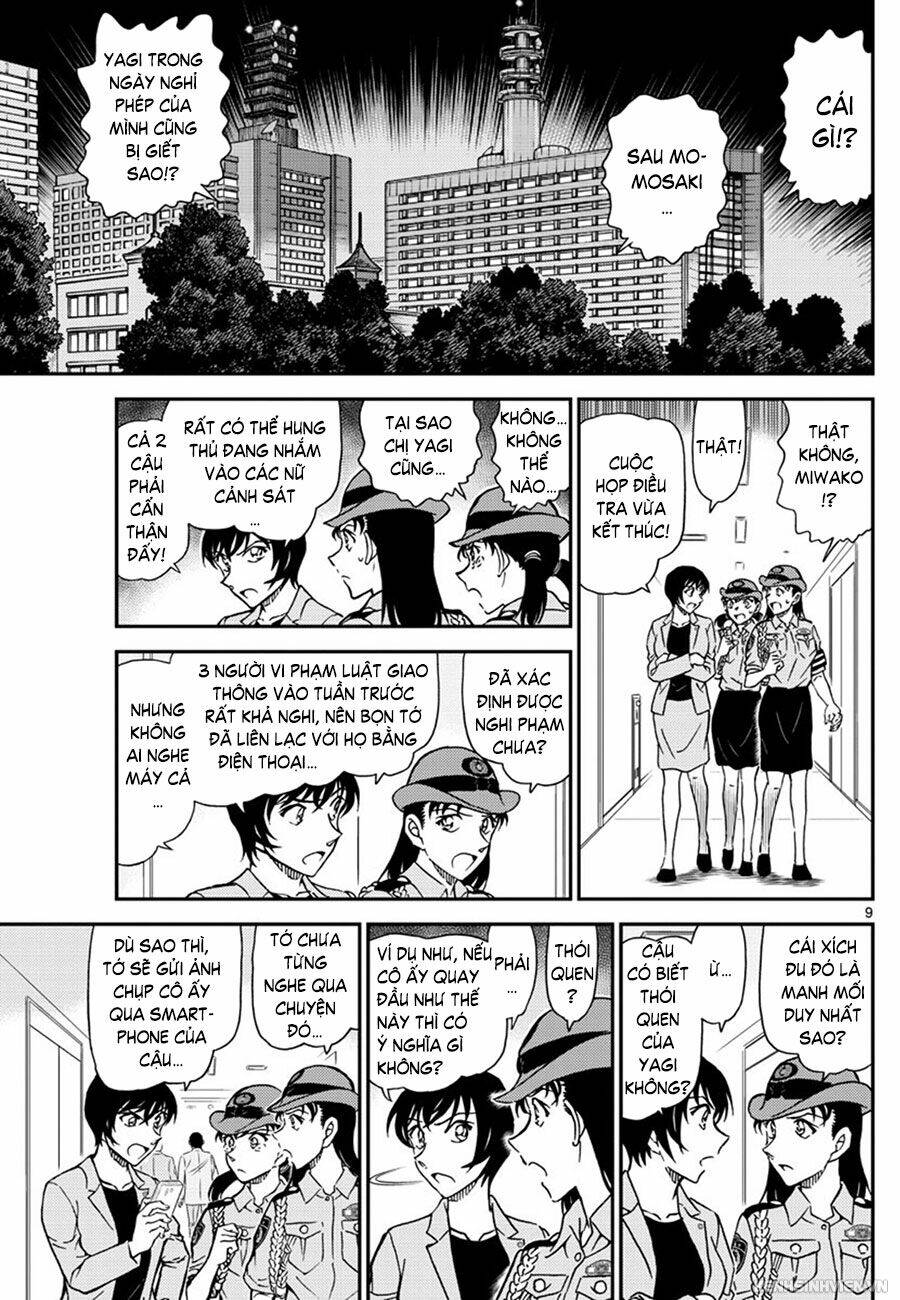 CÁI
GÌ!?
SAU MO-
MOSAKI
...
YAGI TRONG
NGÀY NGHỈ
PHÉP CỦA
MÌNH CŨNG
BỊ GIẾT
SAO!?
THẬT
KHÔNG,
MIWAKO
!?
THẬT!
CUỘC
HỌP ĐIỀU
TRA VỪA
KẾT THÚC!
KHÔNG...
KHÔNG
THỂ
NÀO...
TẠI SAO
CHỊ YAGI
CŨNG...
RẤT CÓ THỂ HUNG
THỦ ĐANG NHẮM
VÀO CÁC NỮ
CẢNH SÁT
...
CẢ 2
CẬU PHẢI
CẨN
THẬN
ĐẤY!
ĐÃ XÁC
ĐỊNH ĐƯỢC
NGHI PHẠM
CHƯA?
3 NGƯỜI VI PHẠM LUẬT GIAO
THÔNG VÀO TUẦN TRƯỚC
RẤT KHẢ NGHI, NÊN BỌN TỚ
ĐÃ LIÊN LẠC VỚI HỌ BẰNG
ĐIỆN THOẠI...
NHƯNG
KHÔNG
AI NGHE
MÁY CẢ
...
9
CÁI XÍCH
ĐU ĐÓ LÀ
MANH MỐI
DUY NHẤT
SAO?
Ừ...
CẬU
CÓ BIẾT
THÓI
QUEN
CỦA
YAGI
KHÔNG?
THÓI
QUEN
?
PHẢI
...
VÍ DỤ NHƯ, NẾU
CÔ ẤY QUAY
ĐẦU NHƯ THẾ
NÀY THÌ CÓ
Ý NGHĨA GÌ
KHÔNG?
TỚ CHƯA
TỪNG
NGHE QUA
CHUYỆN
ĐÓ...
DÙ SAO THÌ,
TỚ SẼ GỬI ẢNH
CHỤP CÔ ẤY
QUA SMART-
PHONE CỦA
CẬU...